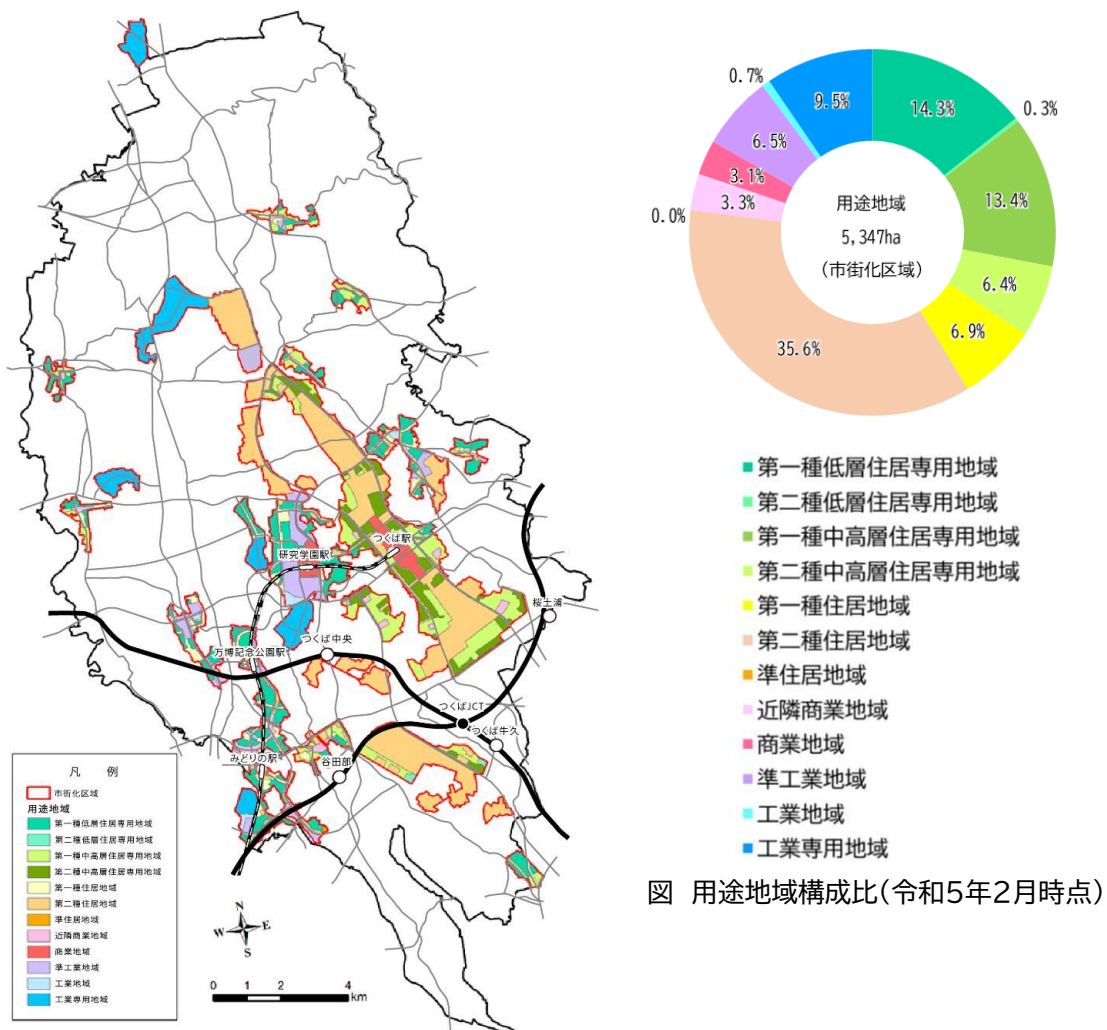 つくば駅
研究学園駅
桜土浦
万博記念公園駅
つくば中央
つくばJCT
つくば牛久
みどりの駅
谷田部
凡 例
市街化区域
用途地域
第一種低層住居専用地域
第二種低層住居専用地域
第一種中高層住居専用地域
第二種中高層住居専用地域
第一種住居地域
第二種住居地域
準住居地域
近隣商業地域
商業地域
準工業地域
工業地域
工業専用地域
N
W E
S
0 1 2 4
km
0.7%
9.5%
14.3%
0.3%
6.5%
3.1%
13.4%
3.3%
0.0%
用途地域
5,347ha
(市街化区域)
6.4%
6.9%
35.6%
第一種低層住居専用地域
第二種低層住居専用地域
第一種中高層住居専用地域
第二種中高層住居専用地域
第一種住居地域
第二種住居地域
準住居地域
近隣商業地域
商業地域
準工業地域
工業地域
工業専用地域
図 用途地域構成比(令和5年2月時点)